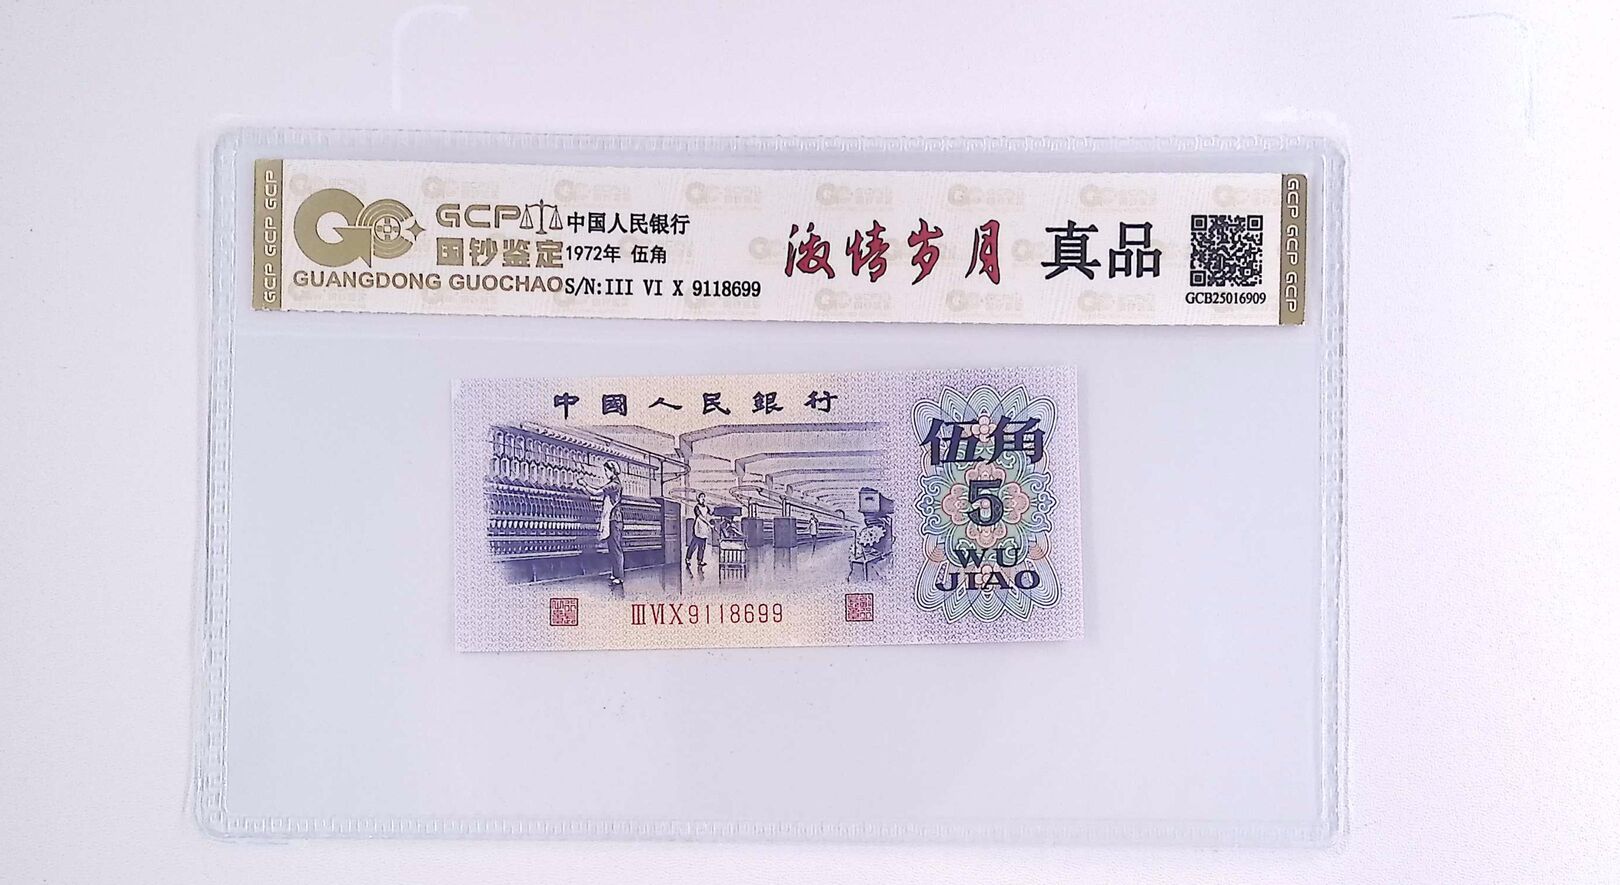 GCP GCP GCP
GCP
国钞鉴定
GUANGDONG GUOCHAO
中国人民银行
1972年 伍角
S/N:III VI X 9118699
激情岁月
真品
GCB25016909
GCP GCP GCP
中國人民銀行
伍角
5
WU
JIAO
ⅢⅥⅩ9118699